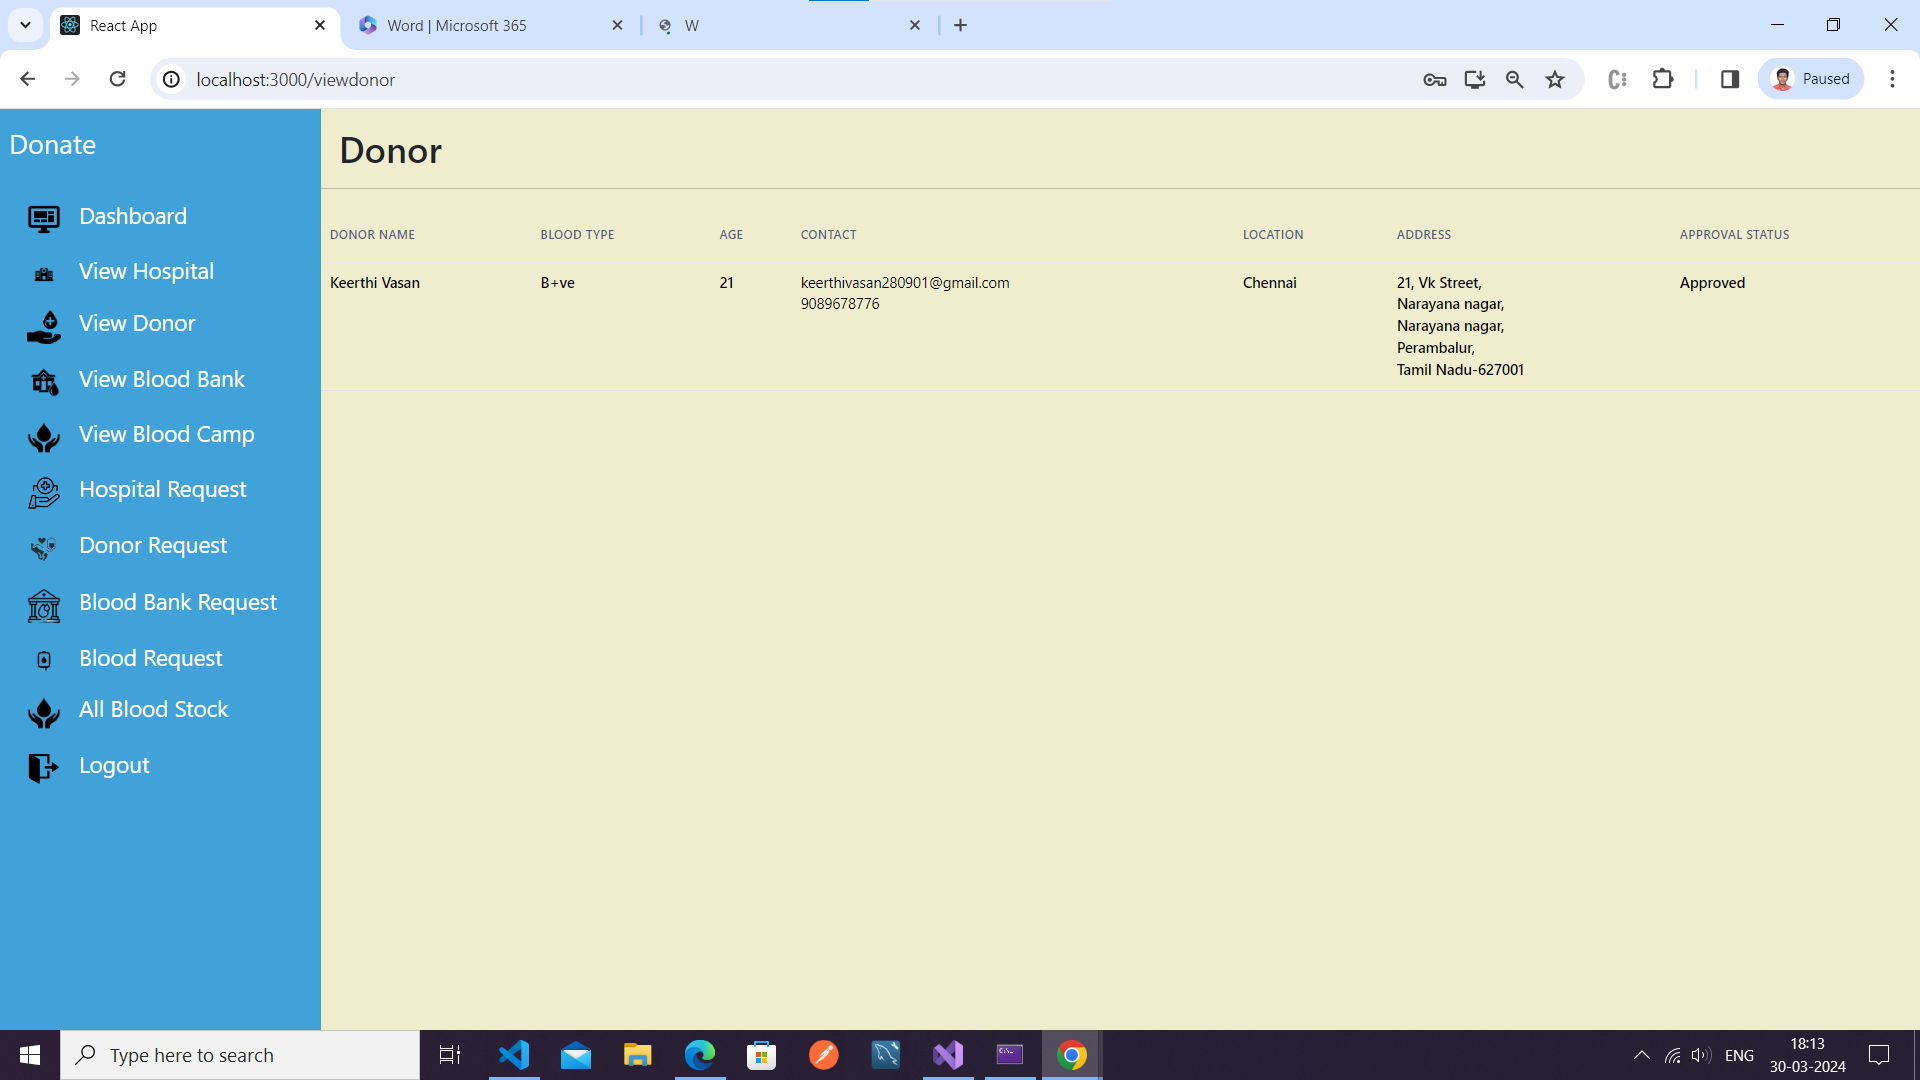 React App
Word | Microsoft 365
W
localhost:3000/viewdonor
Paused
Donate
Dashboard
View Hospital
View Donor
View Blood Bank
View Blood Camp
Hospital Request
Donor Request
Blood Bank Request
Blood Request
All Blood Stock
Logout
Donor
DONOR NAME BLOOD TYPE AGE CONTACT LOCATION ADDRESS APPROVAL STATUS
Keerthi Vasan B+ve 21 keerthivasan280901@gmail.com Chennai 21, Vk Street, Approved
9089678776 Narayana nagar,
Narayana nagar,
Perambalur,
Tamil Nadu-627001
Type here to search
ENG
18:13
30-03-2024